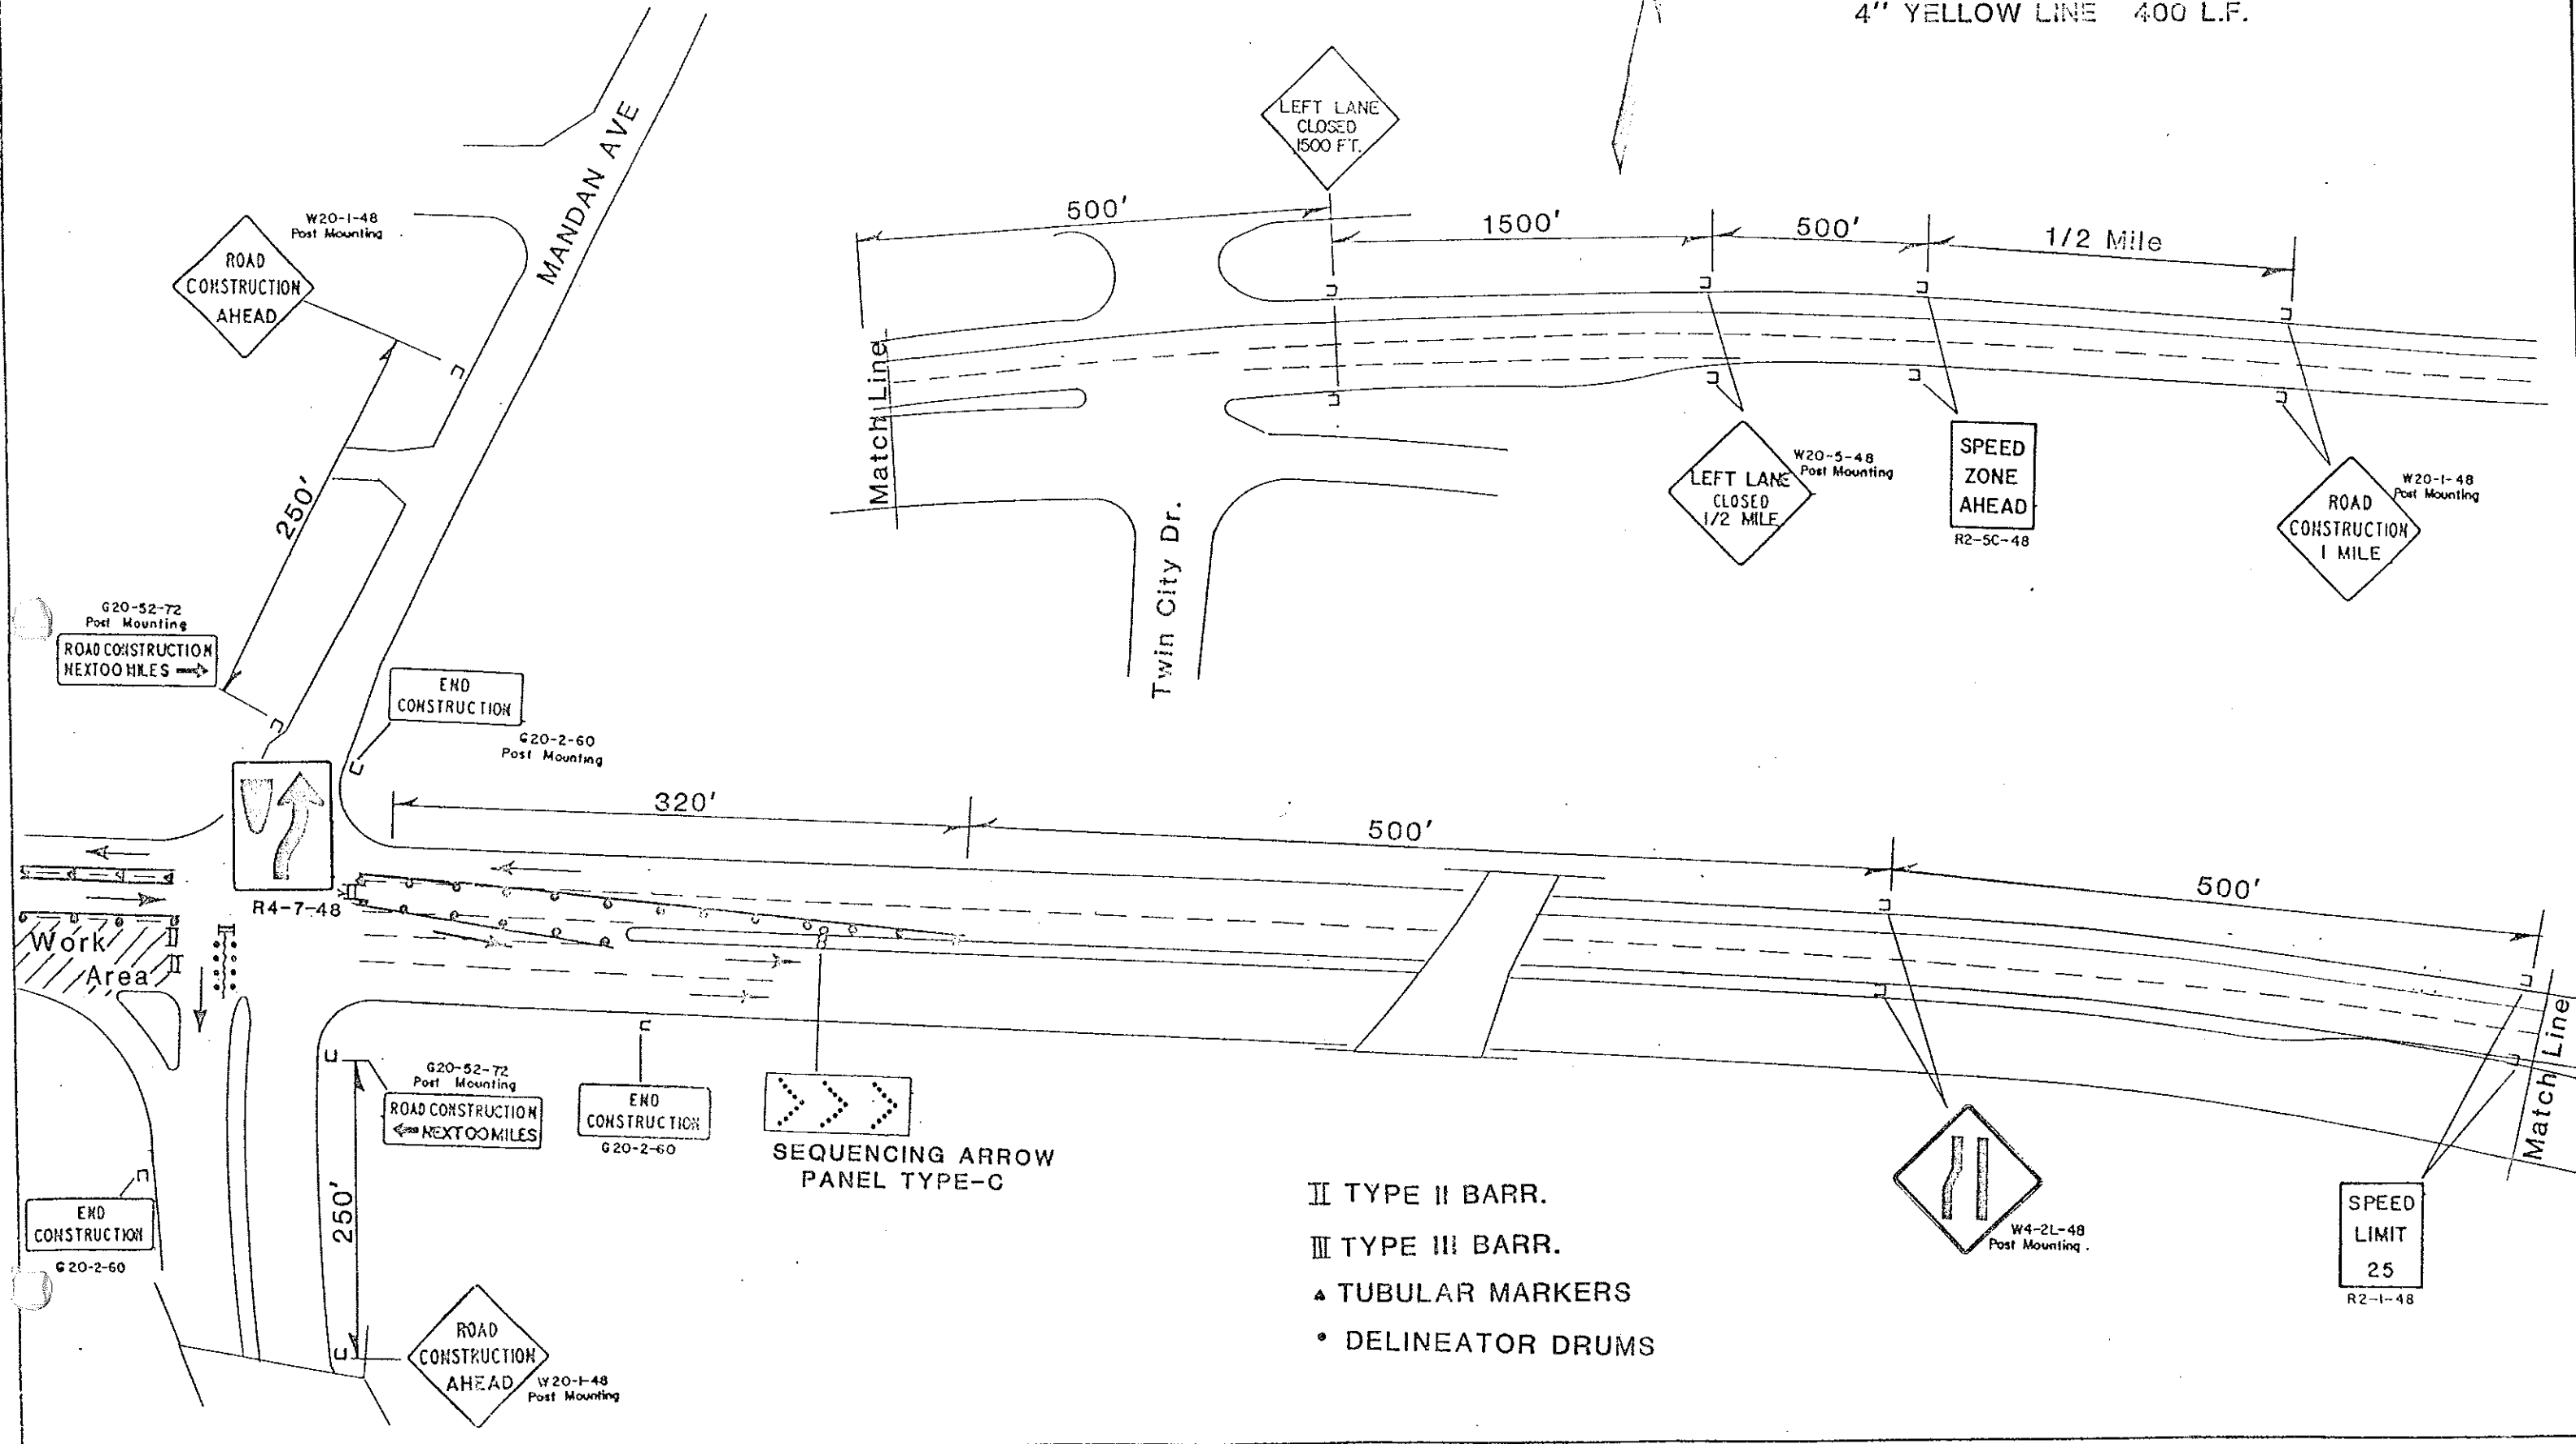 4" YELLOW LINE 400 L.F.
LEFT LANE
CLOSED
1500 FT.
500'
1500'
500'
1/2 Mile
MANDAN AVE
W20-1-48
Post Mounting
ROAD
CONSTRUCTION
AHEAD
250'
Match Line
Twin City Dr.
LEFT LANE
CLOSED
1/2 MILE
W20-5-48
Post Mounting
SPEED
ZONE
AHEAD
R2-5C-48
ROAD
CONSTRUCTION
1 MILE
W20-1-48
Post Mounting
G20-52-72
Post Mounting
ROAD CONSTRUCTION
NEXT OO MILES
END
CONSTRUCTION
G20-2-60
Post Mounting
320'
500'
500'
R4-7-48
Work
Area
G20-52-72
Post Mounting
ROAD CONSTRUCTION
NEXT OO MILES
END
CONSTRUCTION
G20-2-60
SEQUENCING ARROW
PANEL TYPE-C
250'
END
CONSTRUCTION
G20-2-60
ROAD
CONSTRUCTION
AHEAD
W20-1-48
Post Mounting
II TYPE II BARR.
III TYPE III BARR.
TUBULAR MARKERS
DELINEATOR DRUMS
W4-2L-48
Post Mounting.
SPEED
LIMIT
25
R2-1-48
Match Line